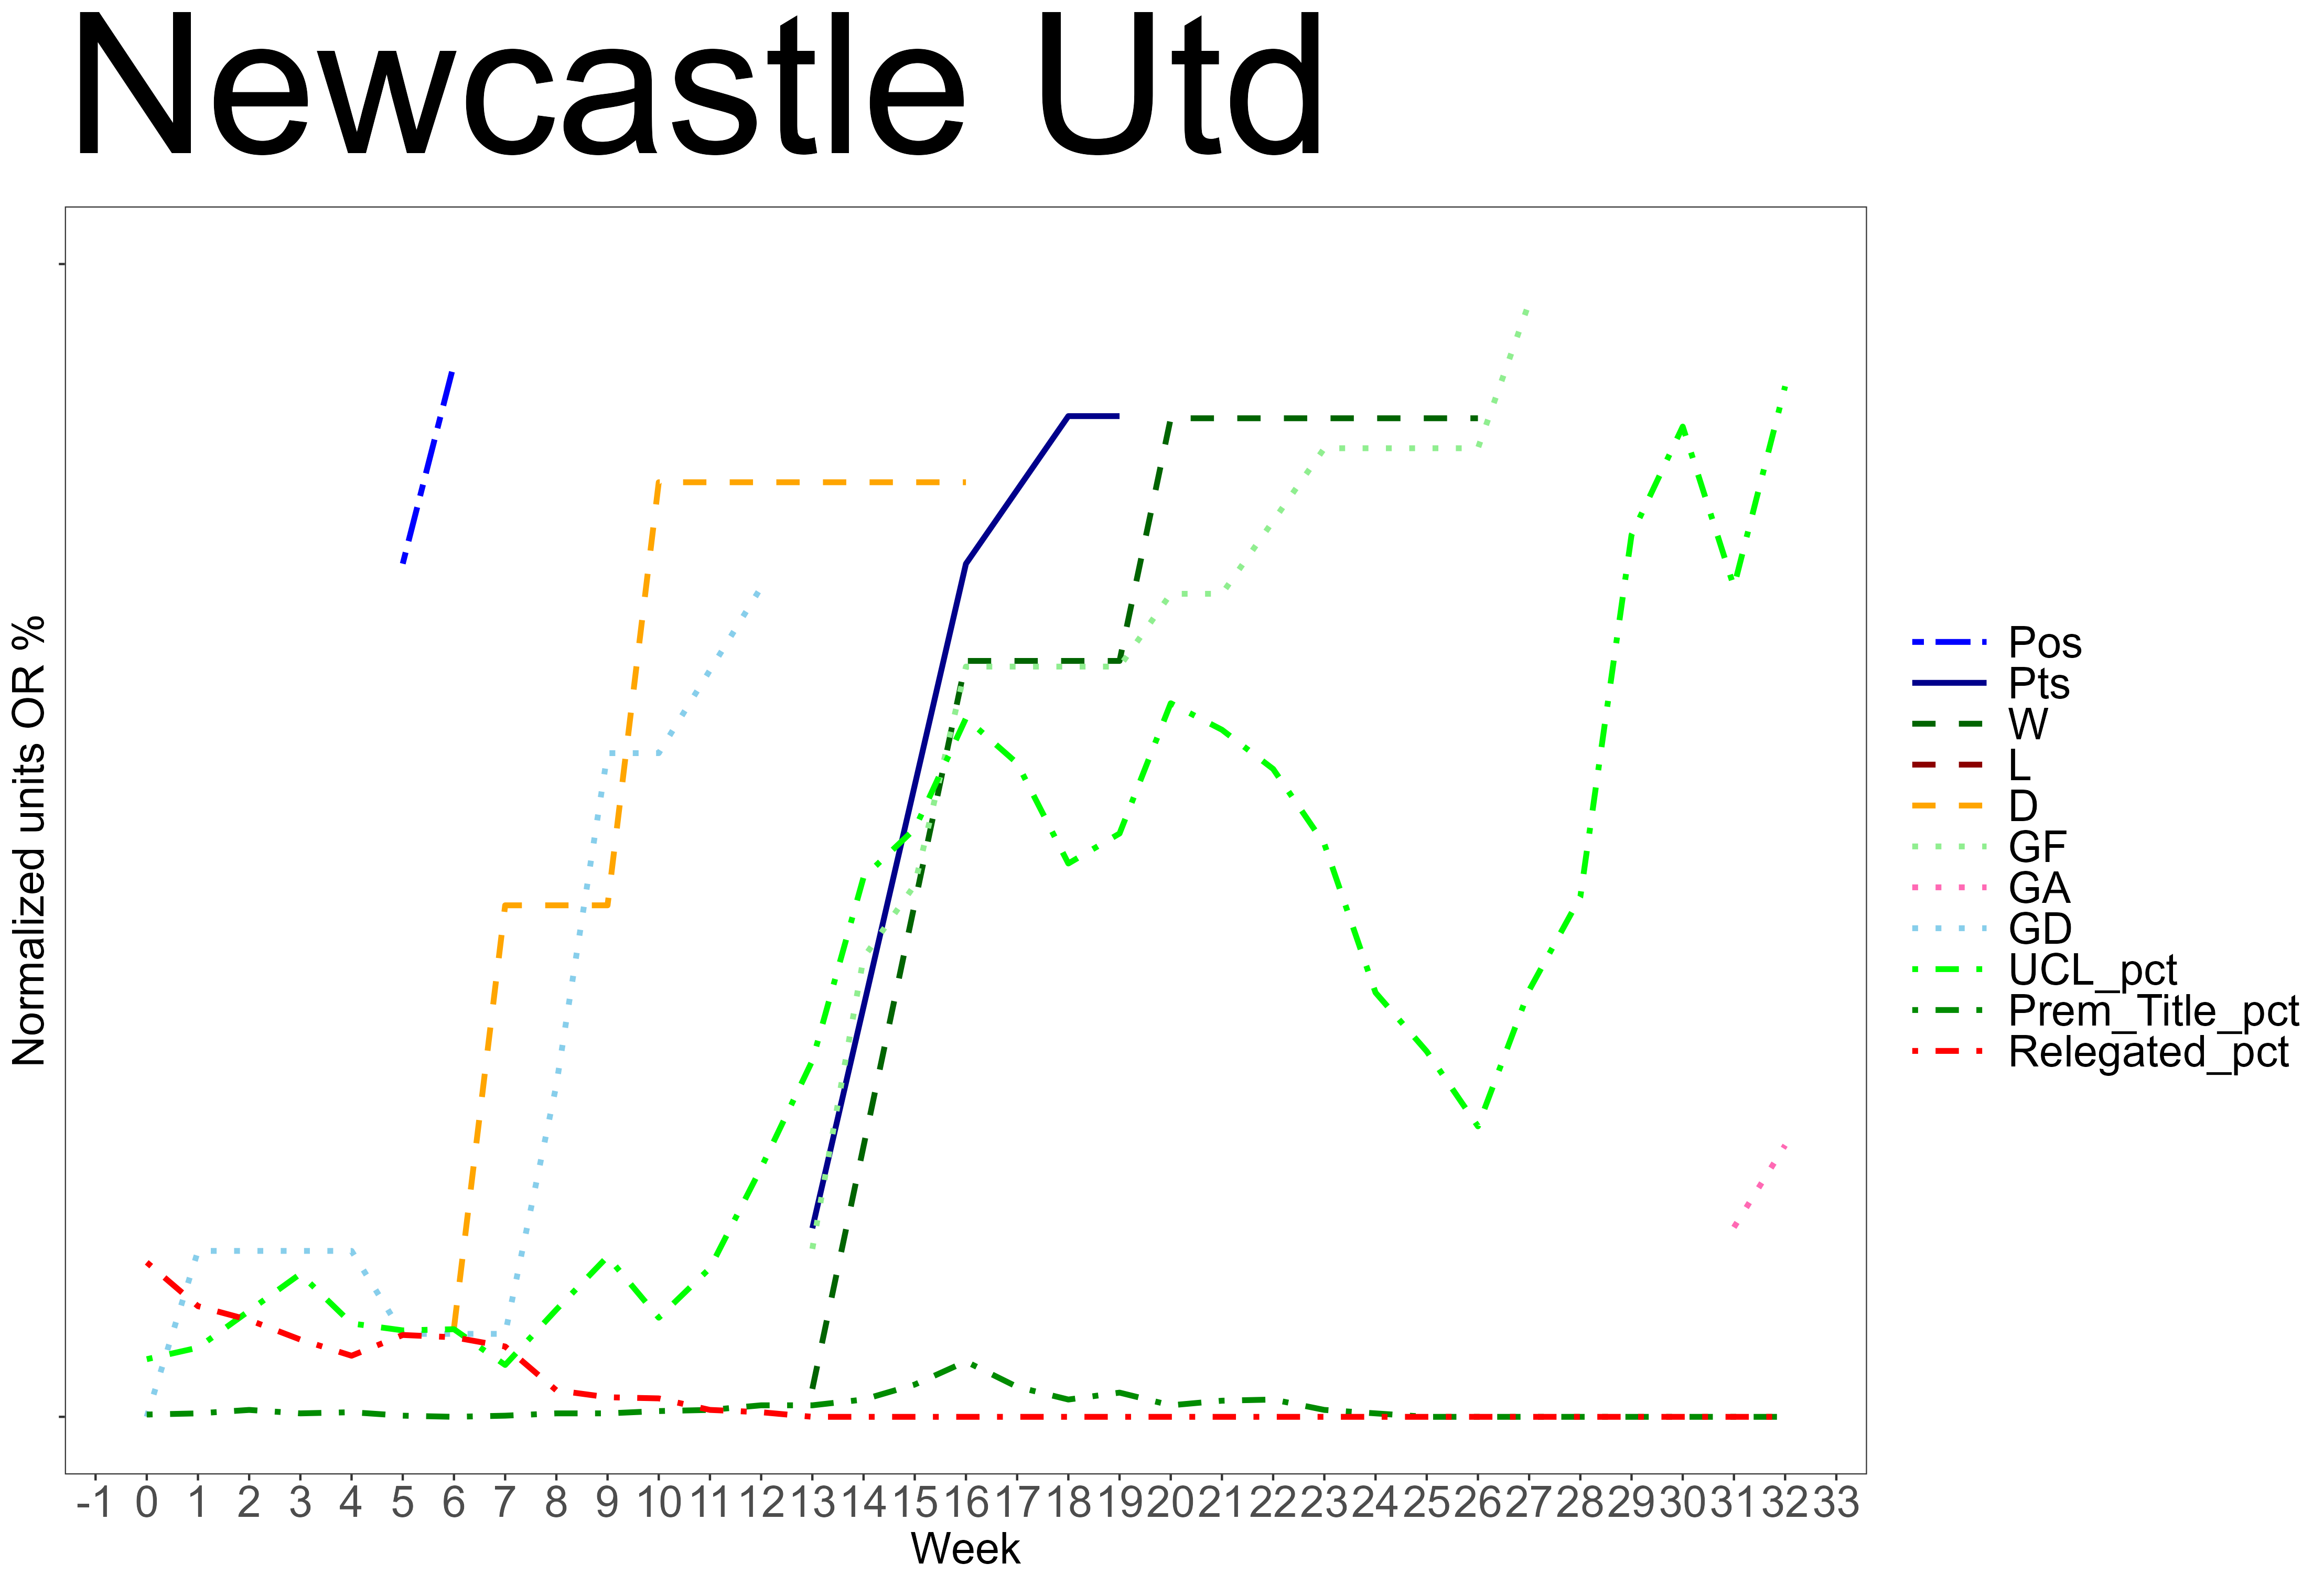 Newcastle Utd
Normalized units OR %
Pos
Pts
W
L
D
GF
GA
GD
UCL_pct
Prem_Title_pct
Relegated_pct
-1 0 1 2 3 4 5 6 7 8 9 10 11 12 13 14 15 16 17 18 19 20 21 22 23 24 25 26 27 28 29 30 31 32 33
Week